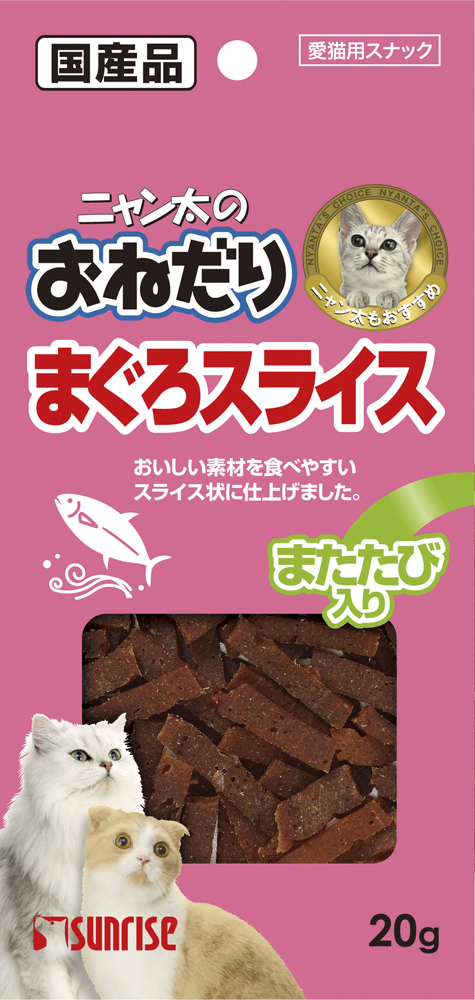 国産品
愛猫用スナック
ニャン太の
おねだり
NYANTA'S CHOICE NYANTA'S CHOICE
ニャン太もおすすめ
まぐろスライス
おいしい素材を食べやすい
スライス状に仕上げました。
またたび
入り
sunrise
20g